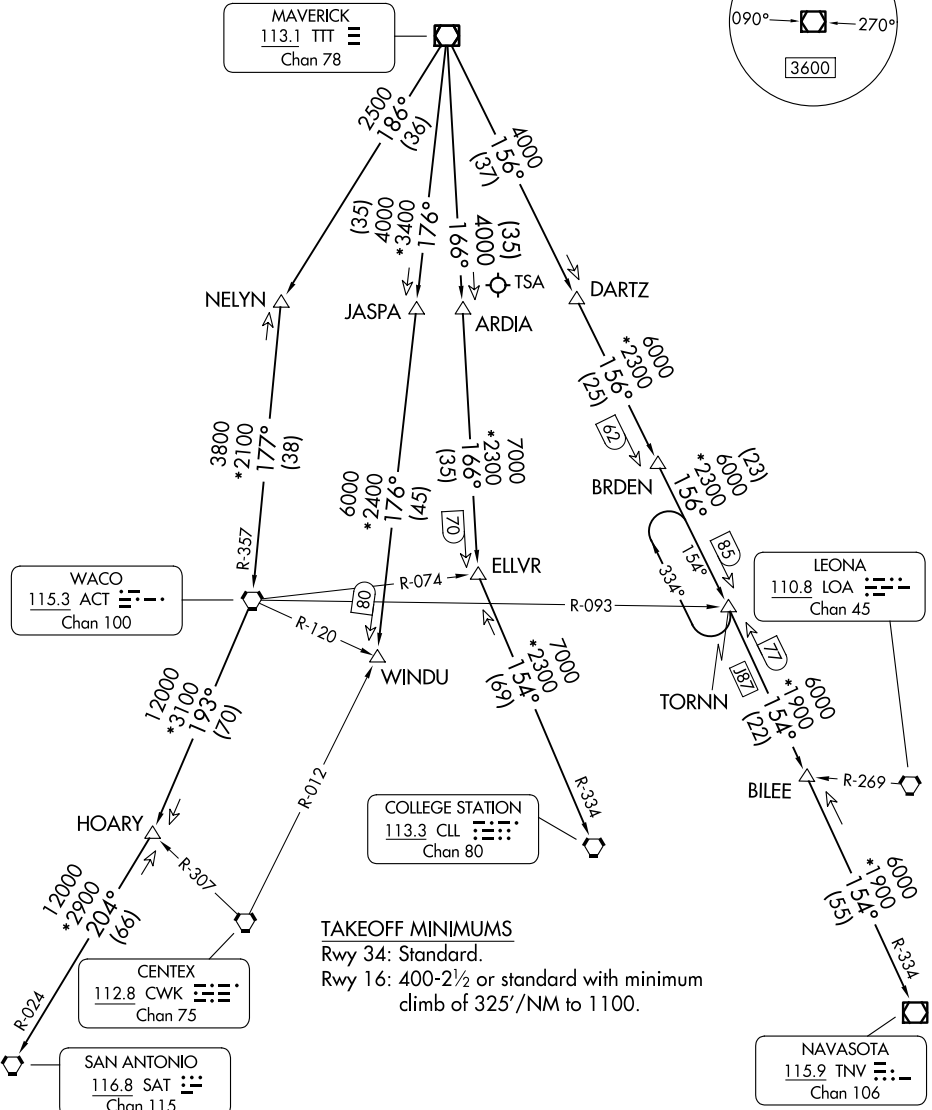 MAVERICK
113.1 TTT
Chan 78
090°
270°
3600
2500
186°
(36)
(35)
4000
*3400
176°
(35)
4000
166°
4000
156°
(37)
TSA
NELYN
JASPA
ARDIA
DARTZ
3800
*2100
177°
(38)
6000
*2400
176°
(45)
7000
*2300
166°
(35)
6000
*2300
156°
(25)
62
BRDEN
(23)
6000
*2300
156°
70
85
154°
334°
R-357
WACO
115.3 ACT
Chan 100
R-074
ELLVR
R-093
R-120
80
WINDU
LEONA
110.8 LOA
Chan 45
TORNN
77
J87
6000
*1900
154°
(22)
7000
*2300
154°
(69)
12000
*3100
193°
(70)
R-012
R-334
BILEE
R-269
HOARY
COLLEGE STATION
113.3 CLL
Chan 80
R-307
12000
*2900
204°
(66)
6000
*1900
154°
(55)
R-334
TAKEOFF MINIMUMS
Rwy 34: Standard.
Rwy 16: 400-2½ or standard with minimum
climb of 325'/NM to 1100.
CENTEX
112.8 CWK
Chan 75
R-024
SAN ANTONIO
116.8 SAT
Chan 115
NAVASOTA
115.9 TNV
Chan 106